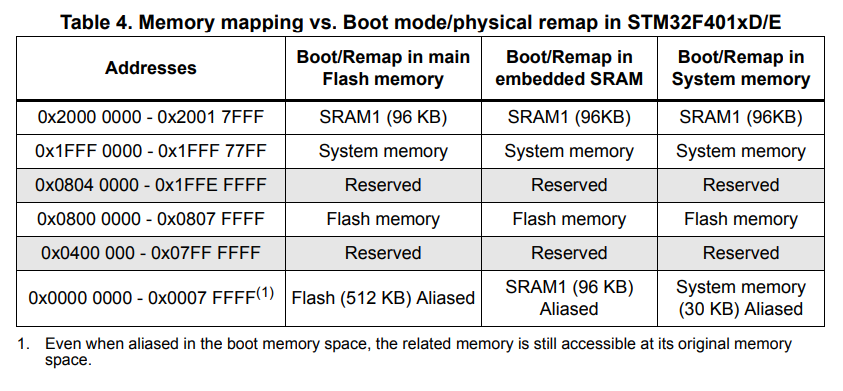 Table 4. Memory mapping vs. Boot mode/physical remap in STM32F401xD/E
Addresses | Boot/Remap in main Flash memory | Boot/Remap in embedded SRAM | Boot/Remap in System memory
0x2000 0000 - 0x2001 7FFF | SRAM1 (96 KB) | SRAM1 (96KB) | SRAM1 (96KB)
0x1FFF 0000 - 0x1FFF 77FF | System memory | System memory | System memory
0x0804 0000 - 0x1FFE FFFF | Reserved | Reserved | Reserved
0x0800 0000 - 0x0807 FFFF | Flash memory | Flash memory | Flash memory
0x0400 000 - 0x07FF FFFF | Reserved | Reserved | Reserved
0x0000 0000 - 0x0007 FFFF(1) | Flash (512 KB) Aliased | SRAM1 (96 KB) Aliased | System memory (30 KB) Aliased
1. Even when aliased in the boot memory space, the related memory is still accessible at its original memory
space.